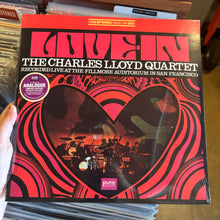 LOVE-IN
THE CHARLES LLOYD QUARTET
RECORDED LIVE AT THE FILLMORE AUDITORIUM IN SAN FRANCISCO
ANALOGUE
pure